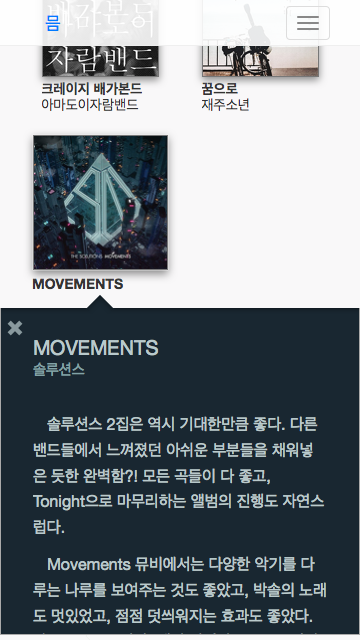 뜸
배가본드
자람밴드
크레이지 배가본드
아마도이자람밴드
꿈으로
재주소년
THE SOLUTIONS MOVEMENTS
MOVEMENTS
MOVEMENTS
솔루션스
솔루션스 2집은 역시 기대한만큼 좋다. 다른
밴드들에서 느껴졌던 아쉬운 부분들을 채워넣
은 듯한 완벽함?! 모든 곡들이 다 좋고,
Tonight으로 마무리하는 앨범의 진행도 자연스
럽다.
Movements 뮤비에서는 다양한 악기를 다
루는 나루를 보여주는 것도 좋았고, 박솔의 노래
도 멋있었고, 점점 덧씌워지는 효과도 좋았다.